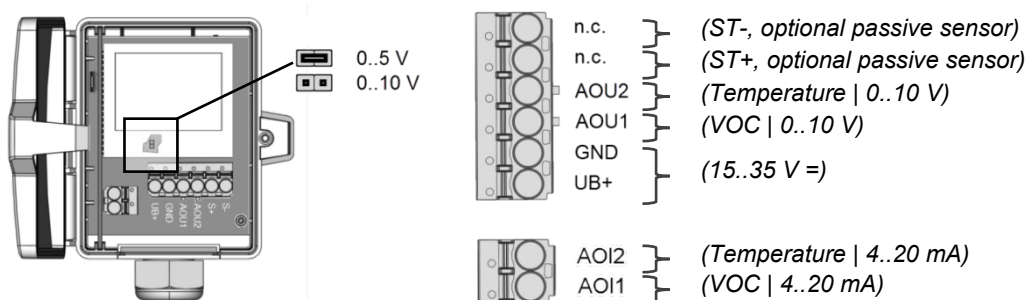 0..5 V
0..10 V
UB+
GND
AOU1
AOU2
S+
S-
n.c. (ST-, optional passive sensor)
n.c. (ST+, optional passive sensor)
AOU2 (Temperature | 0..10 V)
AOU1 (VOC | 0..10 V)
GND
UB+ (15..35 V =)
AOI2 (Temperature | 4..20 mA)
AOI1 (VOC | 4..20 mA)